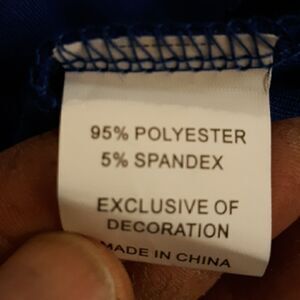 95% POLYESTER
5% SPANDEX
EXCLUSIVE OF
DECORATION
MADE IN CHINA